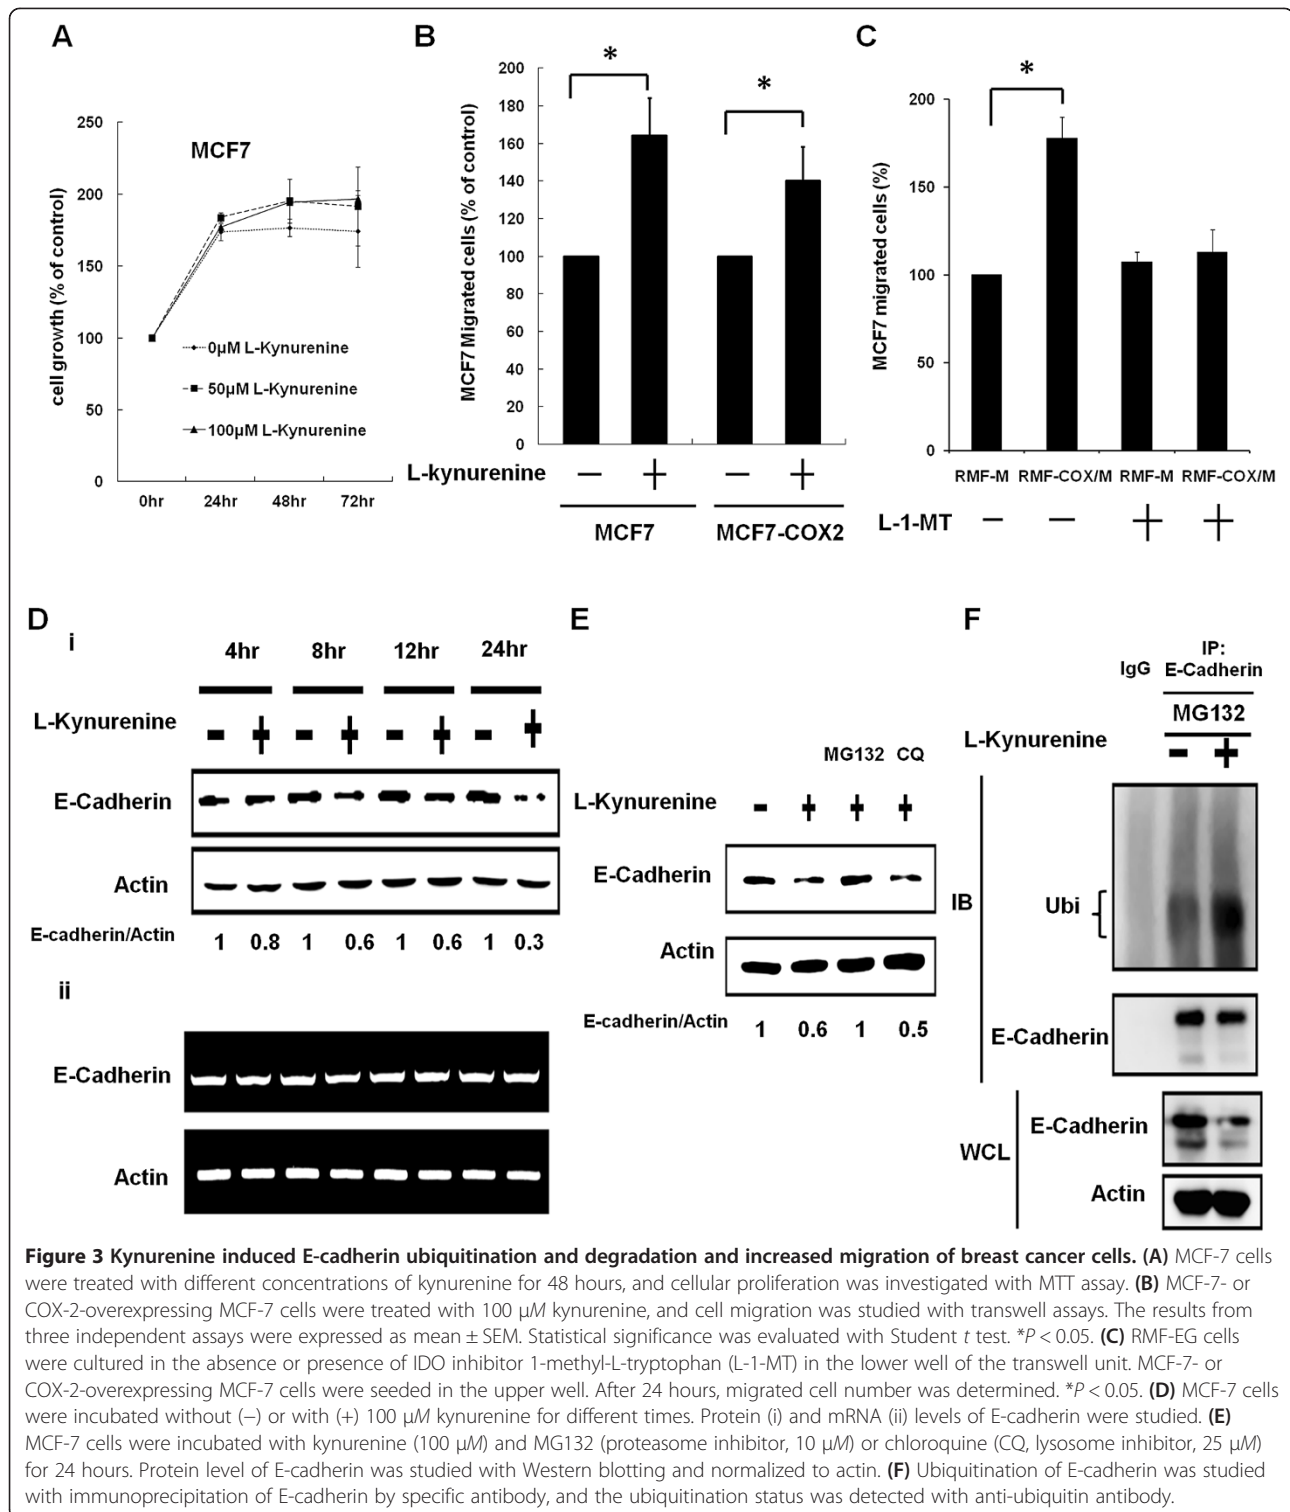 A
MCF7
cell growth (% of control)
250
200
150
100
50
0
0µM L-Kynurenine
50µM L-Kynurenine
100µM L-Kynurenine
0hr 24hr 48hr 72hr
B
MCF7 Migrated cells (% of control)
200
180
160
140
120
100
80
60
40
20
0
* *
L-kynurenine − + − +
MCF7 MCF7-COX2
C
MCF7 migrated cells (%)
200
150
100
50
0
*
RMF-M RMF-COX/M RMF-M RMF-COX/M
L-1-MT − − + +
D
i
4hr 8hr 12hr 24hr
L-Kynurenine - + - + - + - +
E-Cadherin
Actin
E-cadherin/Actin 1 0.8 1 0.6 1 0.6 1 0.3
ii
E-Cadherin
Actin
E
MG132 CQ
L-Kynurenine - + + +
E-Cadherin
Actin
E-cadherin/Actin 1 0.6 1 0.5
F
IP:
IgG E-Cadherin
MG132
L-Kynurenine - +
IB
Ubi
E-Cadherin
WCL
E-Cadherin
Actin
Figure 3 Kynurenine induced E-cadherin ubiquitination and degradation and increased migration of breast cancer cells. (A) MCF-7 cells
were treated with different concentrations of kynurenine for 48 hours, and cellular proliferation was investigated with MTT assay. (B) MCF-7- or
COX-2-overexpressing MCF-7 cells were treated with 100 µM kynurenine, and cell migration was studied with transwell assays. The results from
three independent assays were expressed as mean ± SEM. Statistical significance was evaluated with Student t test. *P < 0.05. (C) RMF-EG cells
were cultured in the absence or presence of IDO inhibitor 1-methyl-L-tryptophan (L-1-MT) in the lower well of the transwell unit. MCF-7- or
COX-2-overexpressing MCF-7 cells were seeded in the upper well. After 24 hours, migrated cell number was determined. *P < 0.05. (D) MCF-7 cells
were incubated without (−) or with (+) 100 µM kynurenine for different times. Protein (i) and mRNA (ii) levels of E-cadherin were studied. (E)
MCF-7 cells were incubated with kynurenine (100 µM) and MG132 (proteasome inhibitor, 10 µM) or chloroquine (CQ, lysosome inhibitor, 25 µM)
for 24 hours. Protein level of E-cadherin was studied with Western blotting and normalized to actin. (F) Ubiquitination of E-cadherin was studied
with immunoprecipitation of E-cadherin by specific antibody, and the ubiquitination status was detected with anti-ubiquitin antibody.